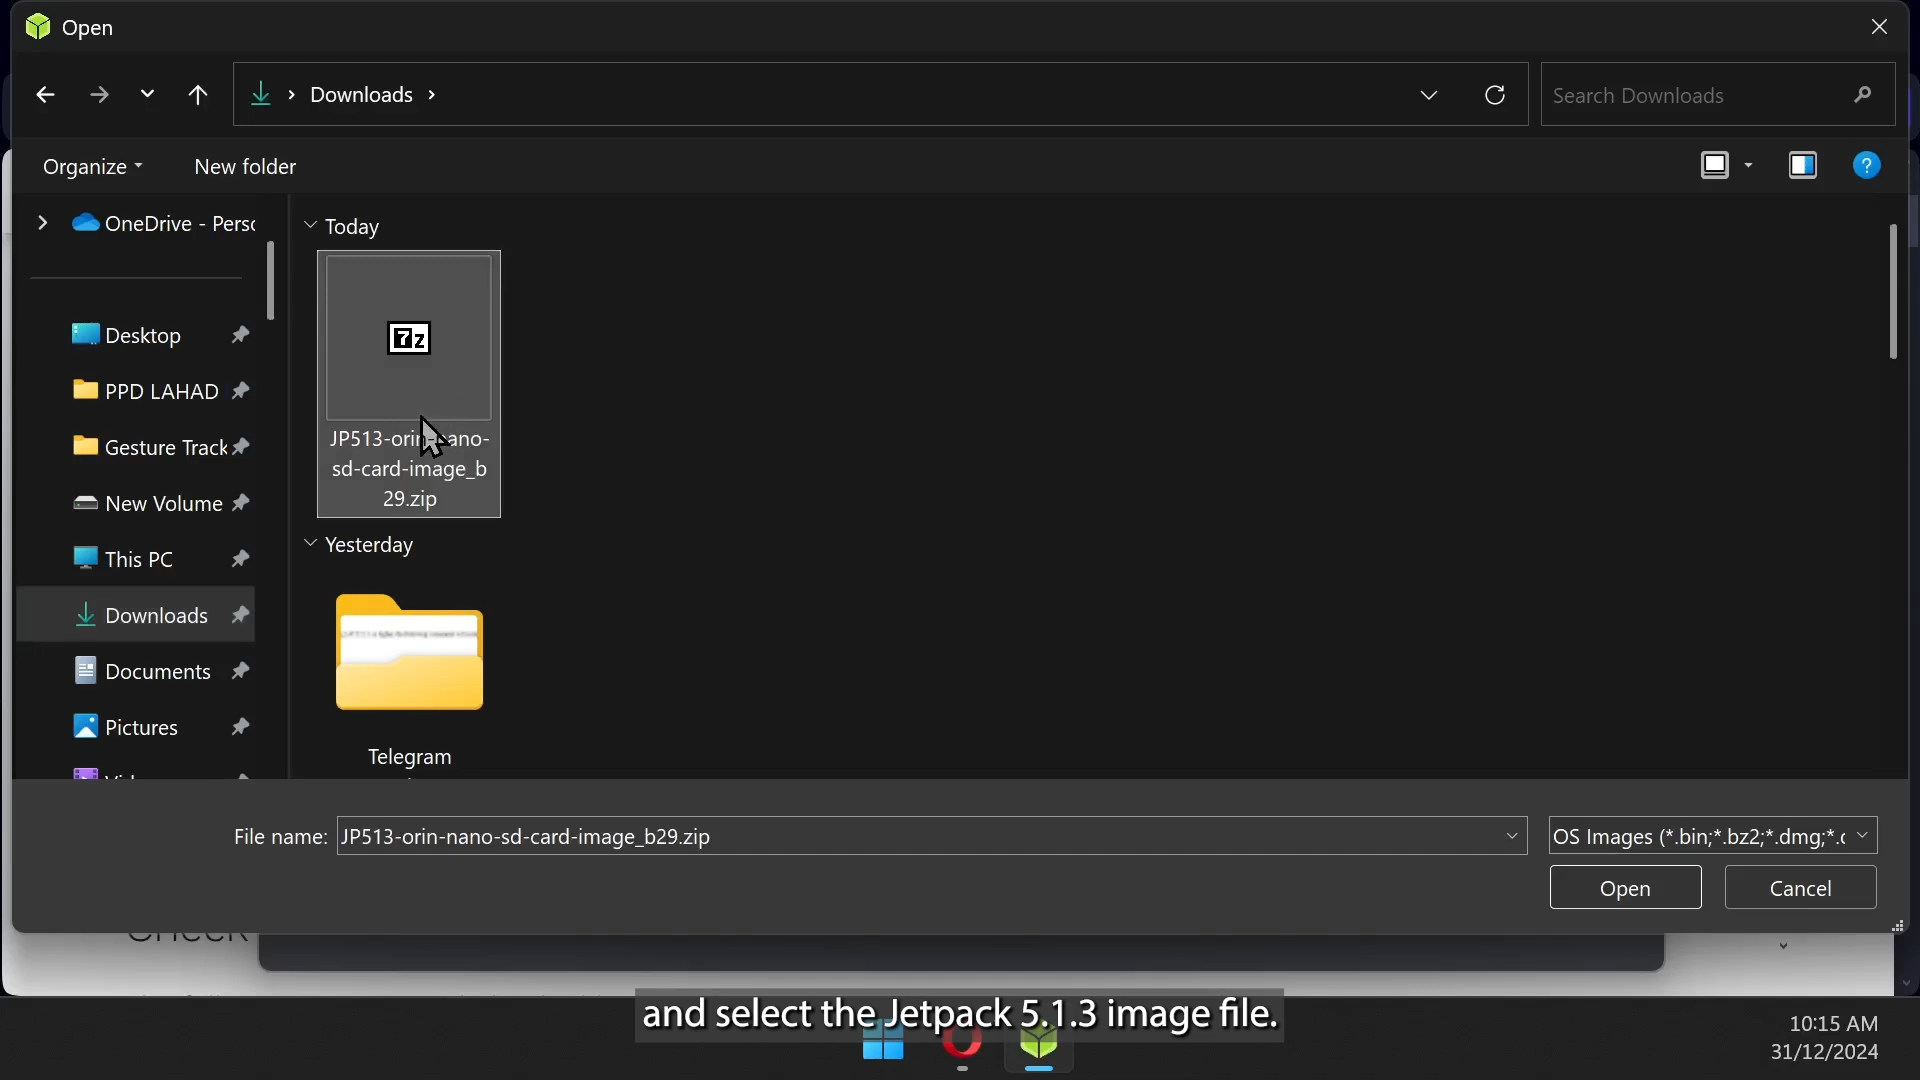 Open
Downloads
Search Downloads
Organize
New folder
OneDrive - Perso
Desktop
PPD LAHAD
Gesture Track
New Volume
This PC
Downloads
Documents
Pictures
Today
7z
JP513-orin-nano-
sd-card-image_b
29.zip
Yesterday
Telegram
File name: JP513-orin-nano-sd-card-image_b29.zip
OS Images (*.bin;*.bz2;*.dmg;*.c
Open
Cancel
and select the Jetpack 5.1.3 image file.
10:15 AM
31/12/2024